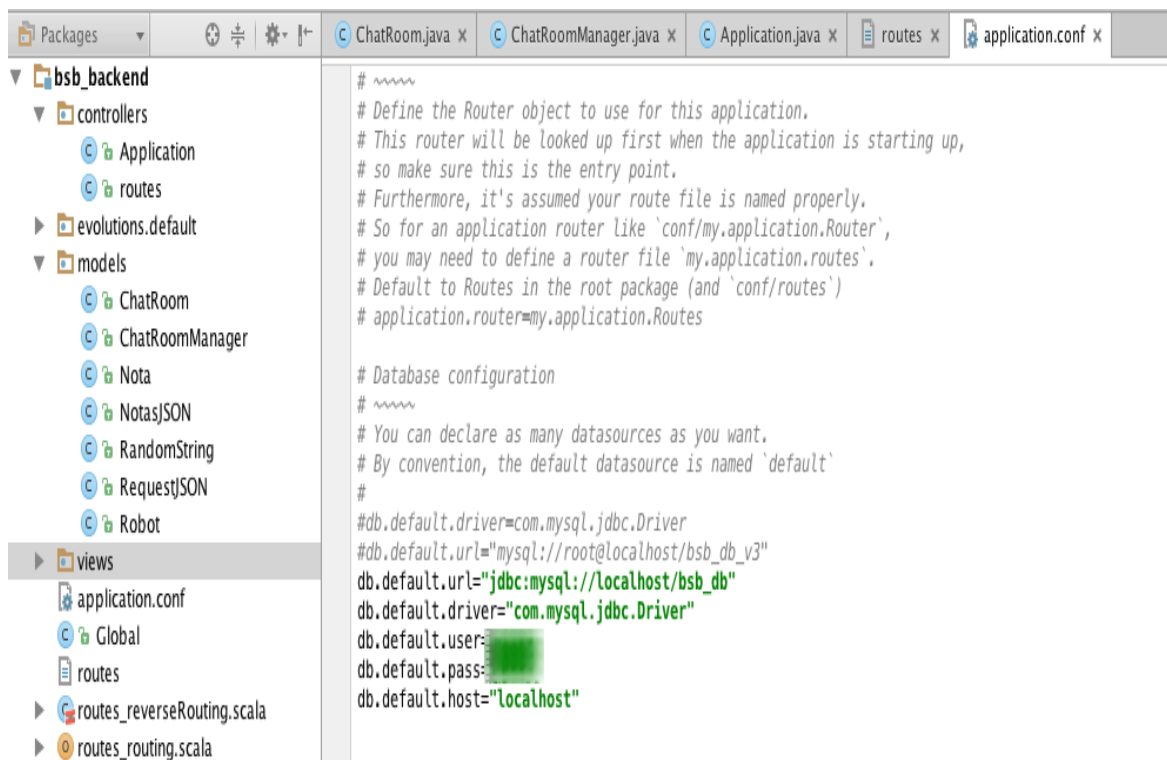 Packages
ChatRoom.java
ChatRoomManager.java
Application.java
routes
application.conf
bsb_backend
controllers
Application
routes
evolutions.default
models
ChatRoom
ChatRoomManager
Nota
NotasJSON
RandomString
RequestJSON
Robot
views
application.conf
Global
routes
routes_reverseRouting.scala
routes_routing.scala
# ~~~~~
# Define the Router object to use for this application.
# This router will be looked up first when the application is starting up,
# so make sure this is the entry point.
# Furthermore, it's assumed your route file is named properly.
# So for an application router like `conf/my.application.Router`,
# you may need to define a router file `my.application.routes`.
# Default to Routes in the root package (and `conf/routes`)
# application.router=my.application.Routes
# Database configuration
# ~~~~~
# You can declare as many datasources as you want.
# By convention, the default datasource is named `default`
#
#db.default.driver=com.mysql.jdbc.Driver
#db.default.url="mysql://root@localhost/bsb_db_v3"
db.default.url="jdbc:mysql://localhost/bsb_db"
db.default.driver="com.mysql.jdbc.Driver"
db.default.user=
db.default.pass=
db.default.host="localhost"